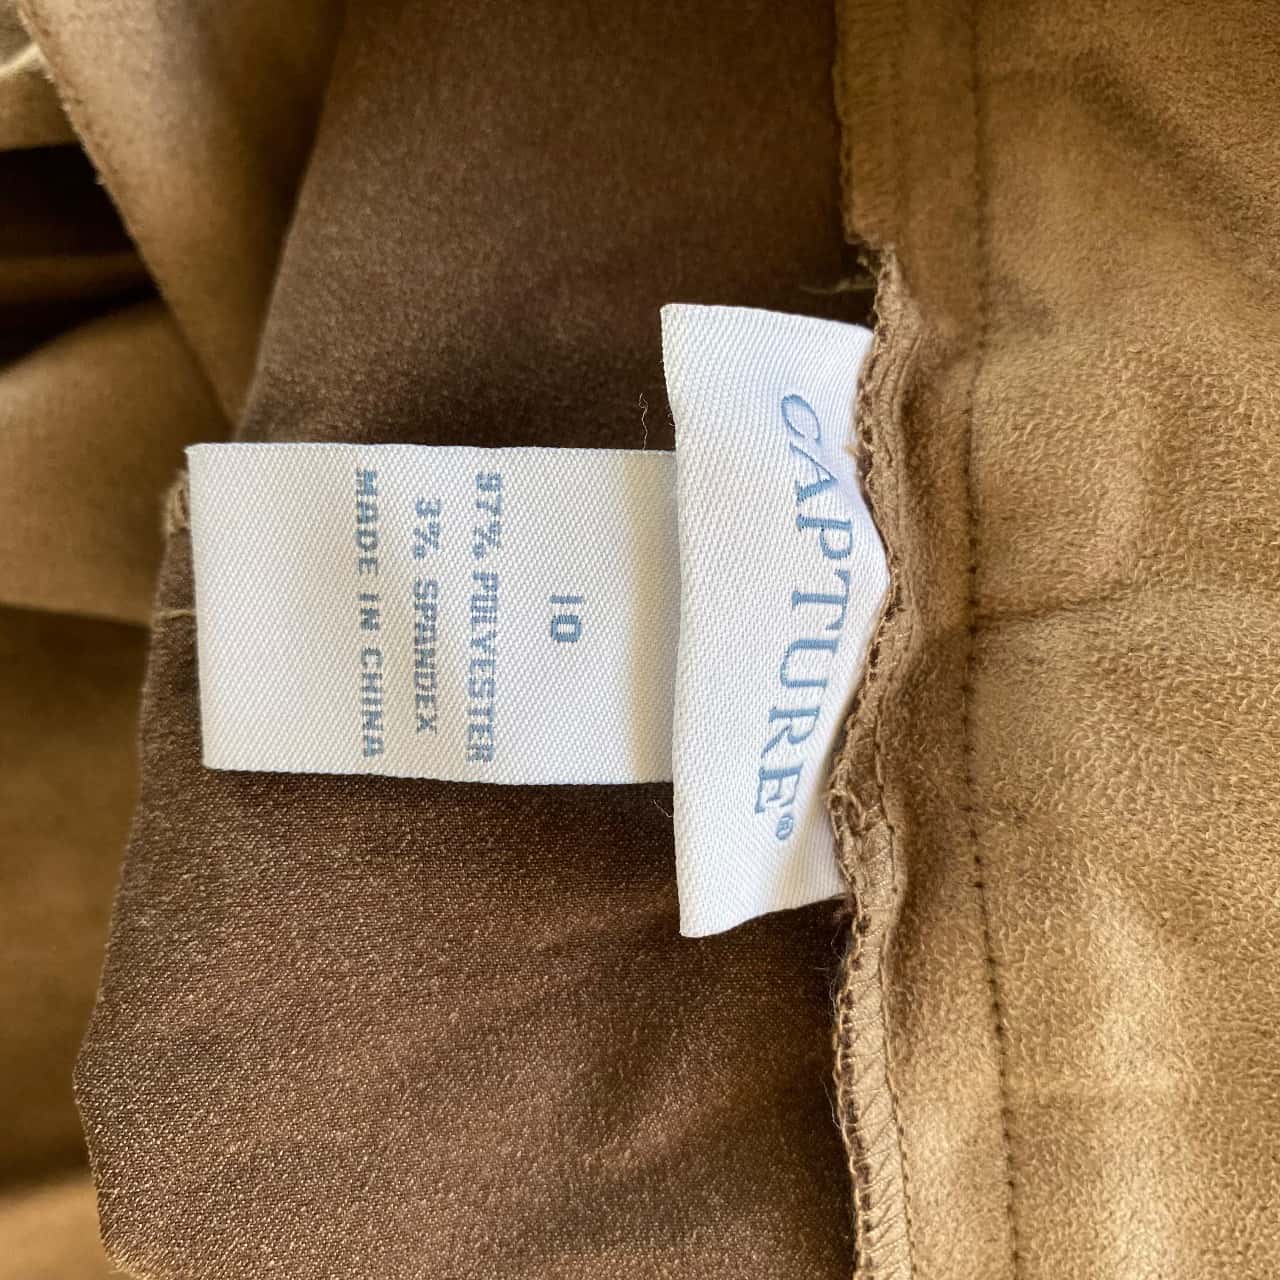 CAPTURE®
10
97% POLYESTER
3% SPANDEX
MADE IN CHINA